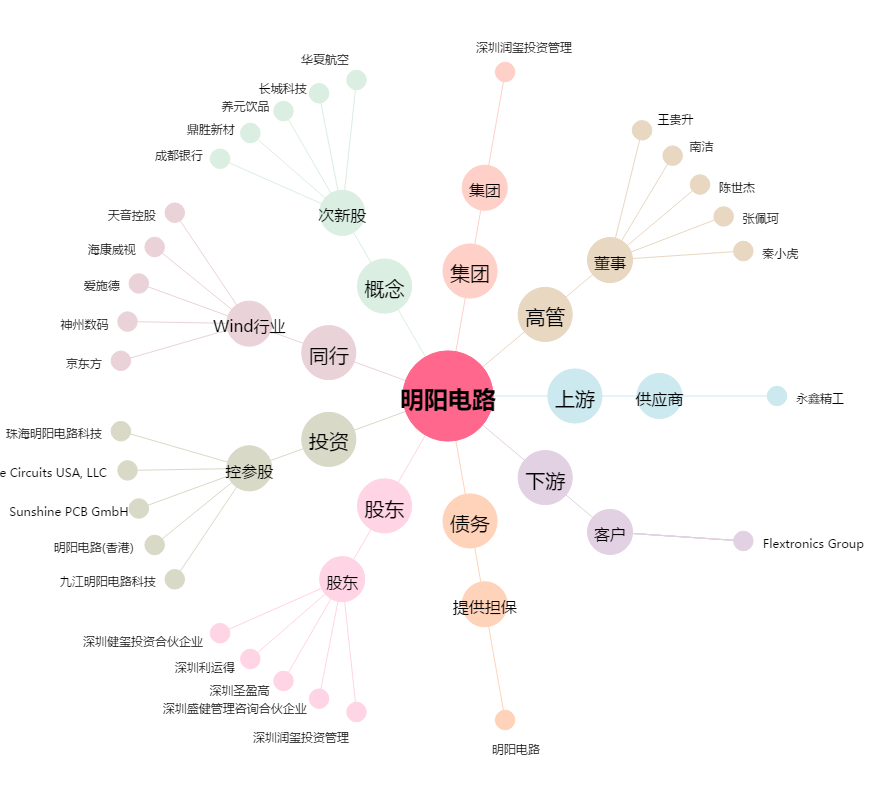 深圳润玺投资管理
华夏航空
长城科技
养元饮品
鼎胜新材
成都银行
次新股
概念
集团
集团
王贵升
南洁
陈世杰
张佩珂
秦小虎
董事
高管
天音控股
海康威视
爱施德
神州数码
京东方
Wind行业
同行
明阳电路
上游
供应商
永鑫精工
投资
控参股
珠海明阳电路科技
e Circuits USA, LLC
Sunshine PCB GmbH
明阳电路(香港)
九江明阳电路科技
下游
客户
Flextronics Group
股东
股东
深圳健玺投资合伙企业
深圳利运得
深圳圣盈高
深圳盛健管理咨询合伙企业
深圳润玺投资管理
债务
提供担保
明阳电路